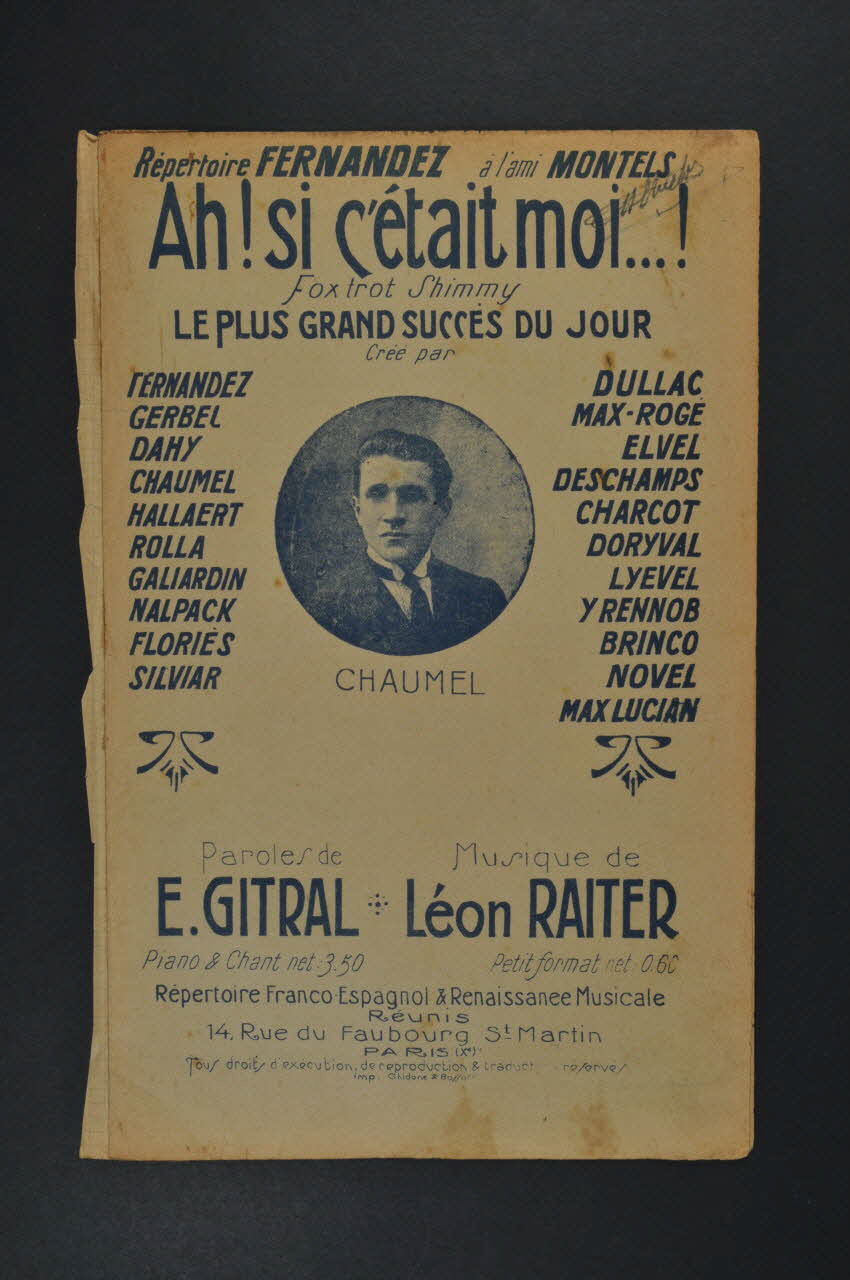 Répertoire FERNANDEZ à l'ami MONTELS
Ah! si c'était moi...!
Foxtrot Shimmy
LE PLUS GRAND SUCCÈS DU JOUR
Créé par
FERNANDEZ
GERBEL
DAHY
CHAUMEL
HALLAERT
ROLLA
GALIARDIN
NALPACK
FLORIÈS
SILVIAR
DULLAC
MAX-ROGÉ
ELVEL
DESCHAMPS
CHARCOT
DORYVAL
LYEVEL
YRENNOB
BRINCO
NOVEL
MAX LUCIAN
CHAUMEL
Paroles de
E. GITRAL
Musique de
Léon RAITER
Piano & Chant net: 3.50
Petit format net: 0.60
Répertoire Franco-Espagnol & Renaissanee Musicale
Réunis
14, Rue du Faubourg St Martin
PARIS (Xe)
Tous droits d'exécution, de reproduction & traduct reserves
imp. Ghidone &